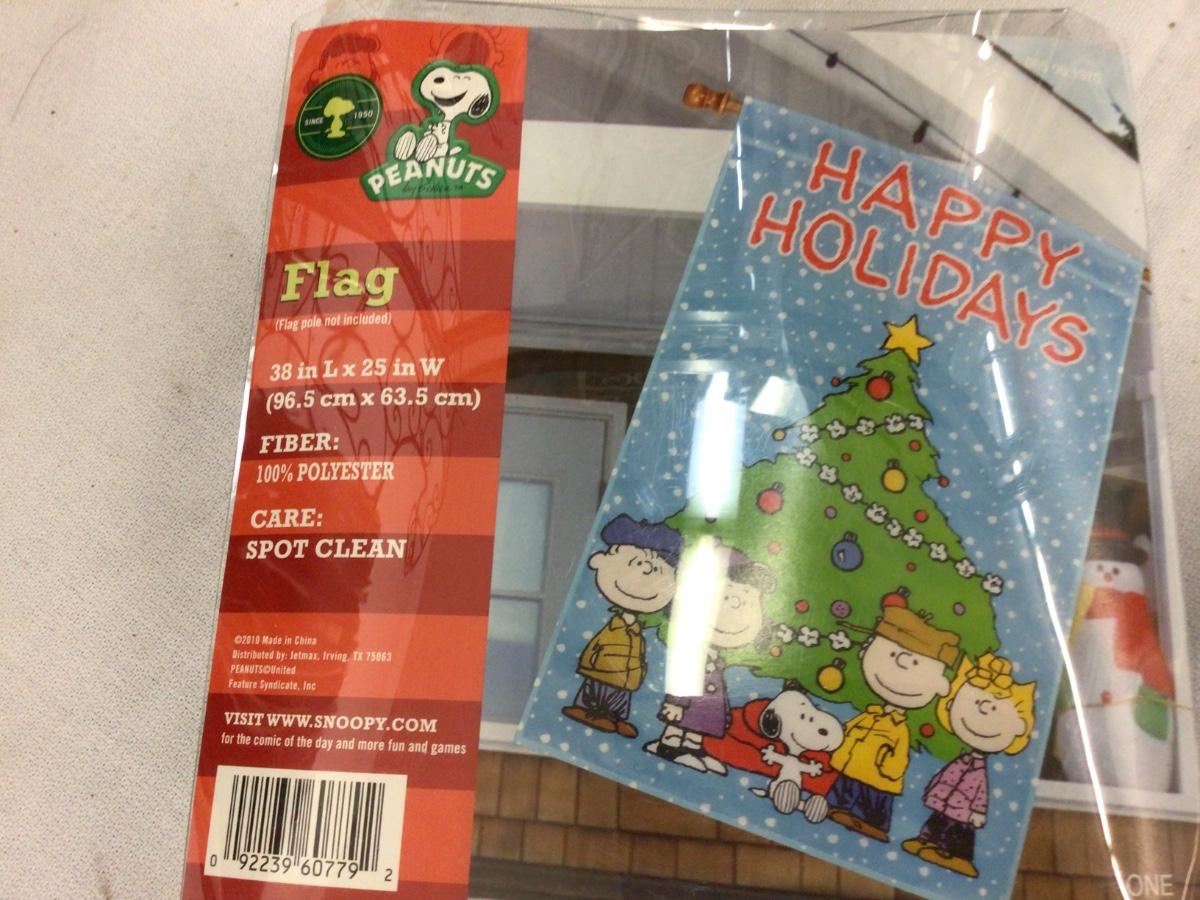 SINCE 1950
PEANUTS
Flag
(Flag pole not included)
38 in L x 25 in W
(96.5 cm x 63.5 cm)
FIBER:
100% POLYESTER
CARE:
SPOT CLEAN
©2010 Made in China
Distributed by: Jetmax, Irving, TX 75063
PEANUTS©United
Feature Syndicate, Inc
VISIT WWW.SNOOPY.COM
for the comic of the day and more fun and games
0 92239 60779 2
HAPPY
HOLIDAYS
ONE